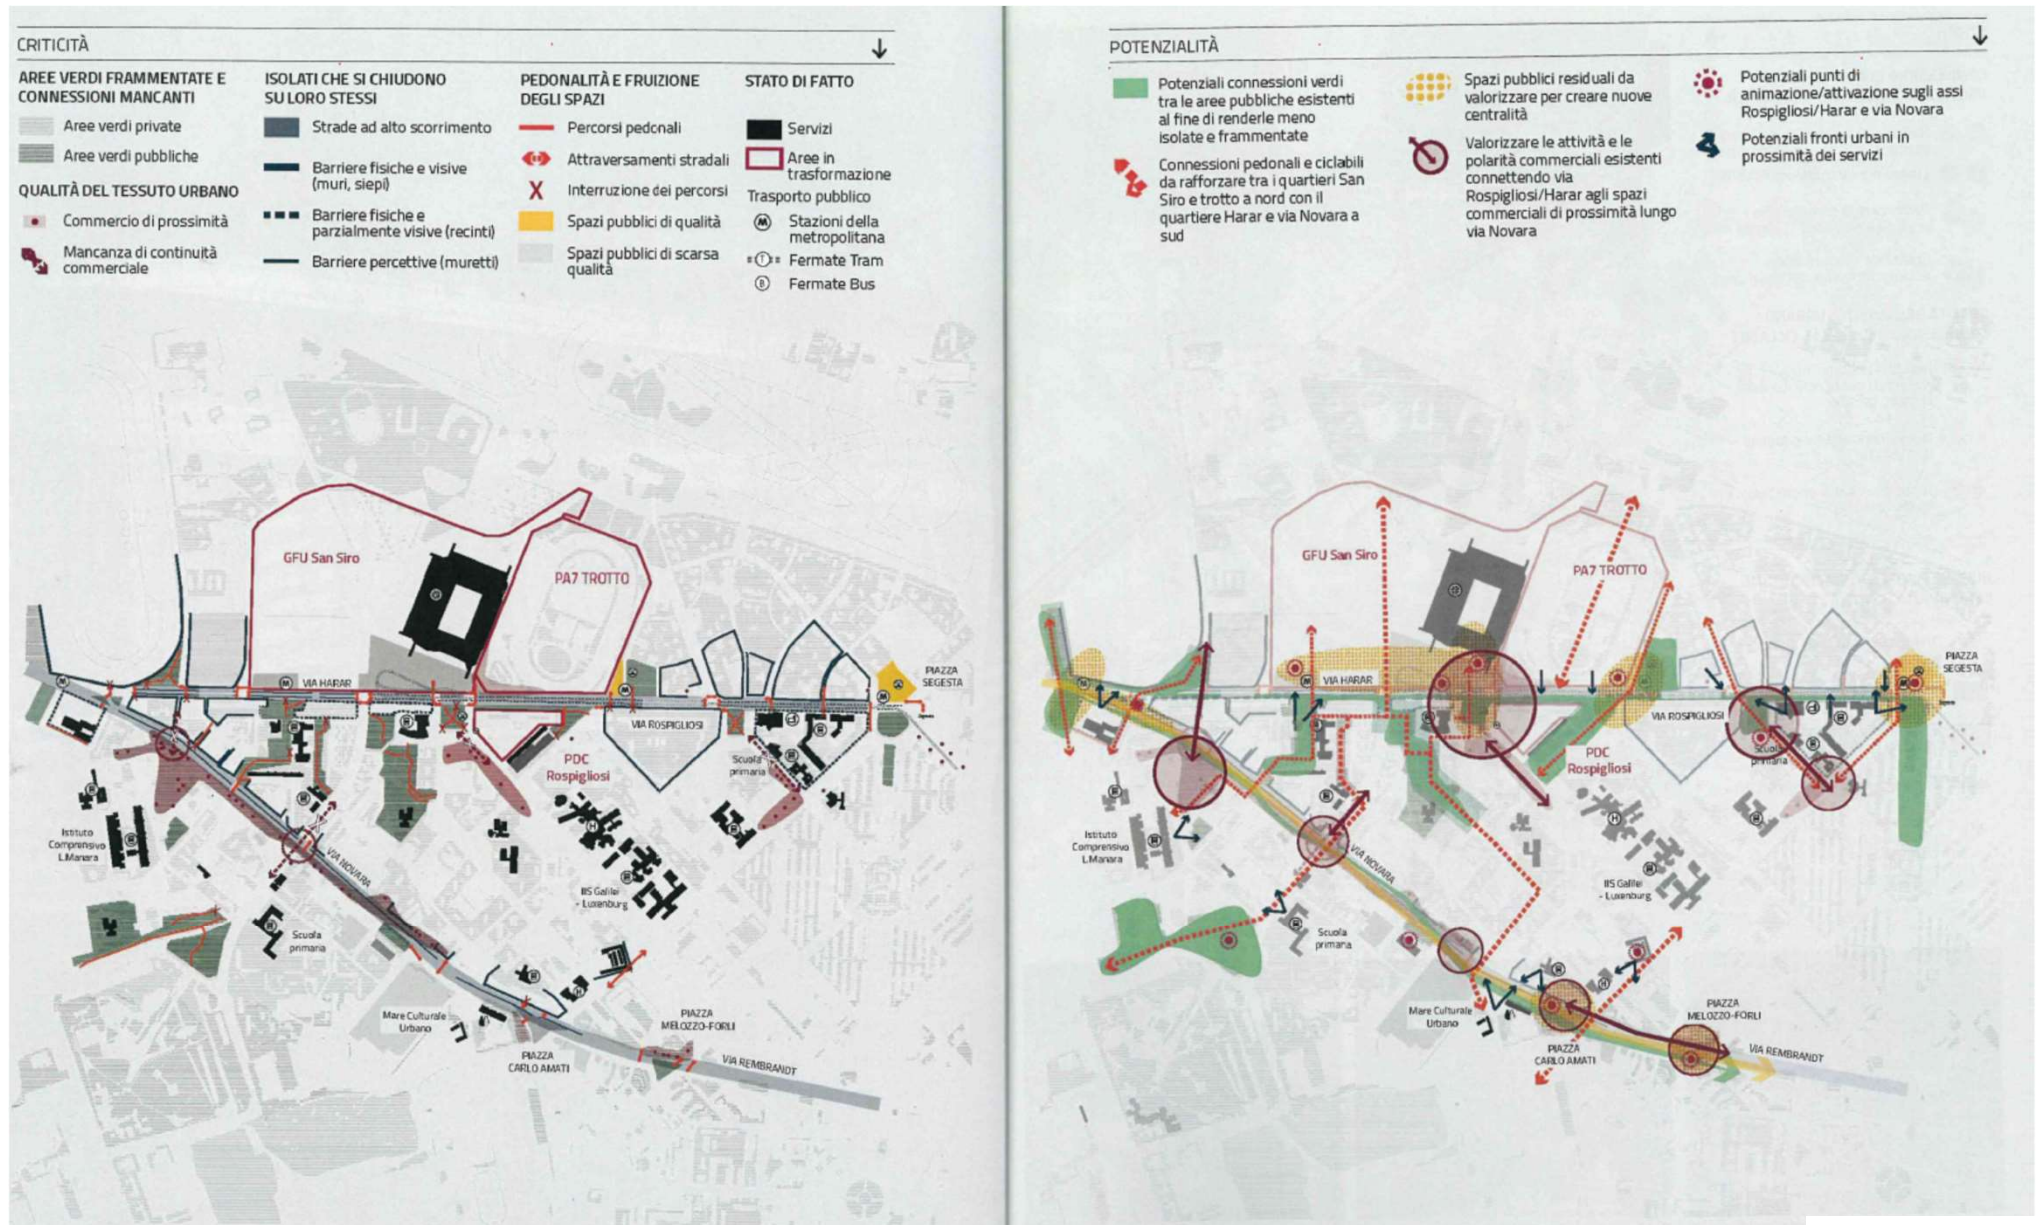 CRITICITÀ
AREE VERDI FRAMMENTATE E
CONNESSIONI MANCANTI
Aree verdi private
Aree verdi pubbliche
QUALITÀ DEL TESSUTO URBANO
Commercio di prossimità
Mancanza di continuità
commerciale
ISOLATI CHE SI CHIUDONO
SU LORO STESSI
Strade ad alto scorrimento
Barriere fisiche e visive
(muri, siepi)
Barriere fisiche e
parzialmente visive (recinti)
Barriere percettive (muretti)
PEDONALITÀ E FRUIZIONE
DEGLI SPAZI
Percorsi pedonali
Attraversamenti stradali
Interruzione dei percorsi
Spazi pubblici di qualità
Spazi pubblici di scarsa
qualità
STATO DI FATTO
Servizi
Aree in
trasformazione
Trasporto pubblico
M Stazioni della
metropolitana
T Fermate Tram
B Fermate Bus
GFU San Siro
PA7 TROTTO
VIA HARAR
VIA ROSPIGLIOSI
PIAZZA
SEGESTA
PDC
Rospigliosi
Scuola
primaria
Istituto
Comprensivo
L.Manara
VIA NOVARA
IIS Galilei
- Luxenburg
Scuola
primaria
Mare Culturale
Urbano
PIAZZA
CARLO AMATI
PIAZZA
MELOZZO-FORLI
VIA REMBRANDT
POTENZIALITÀ
Potenziali connessioni verdi
tra le aree pubbliche esistenti
al fine di renderle meno
isolate e frammentate
Connessioni pedonali e ciclabili
da rafforzare tra i quartieri San
Siro e trotto a nord con il
quartiere Harar e via Novara a
sud
Spazi pubblici residuali da
valorizzare per creare nuove
centralità
Valorizzare le attività e le
polarità commerciali esistenti
connettendo via
Rospigliosi/Harar agli spazi
commerciali di prossimità lungo
via Novara
Potenziali punti di
animazione/attivazione sugli assi
Rospigliosi/Harar e via Novara
Potenziali fronti urbani in
prossimità dei servizi
GFU San Siro
PA7 TROTTO
VIA HARAR
VIA ROSPIGLIOSI
PIAZZA
SEGESTA
PDC
Rospigliosi
Scuola
primaria
Istituto
Comprensivo
L.Manara
VIA NOVARA
IIS Galilei
- Luxenburg
Scuola
primaria
Mare Culturale
Urbano
PIAZZA
CARLO AMATI
PIAZZA
MELOZZO-FORLI
VIA REMBRANDT